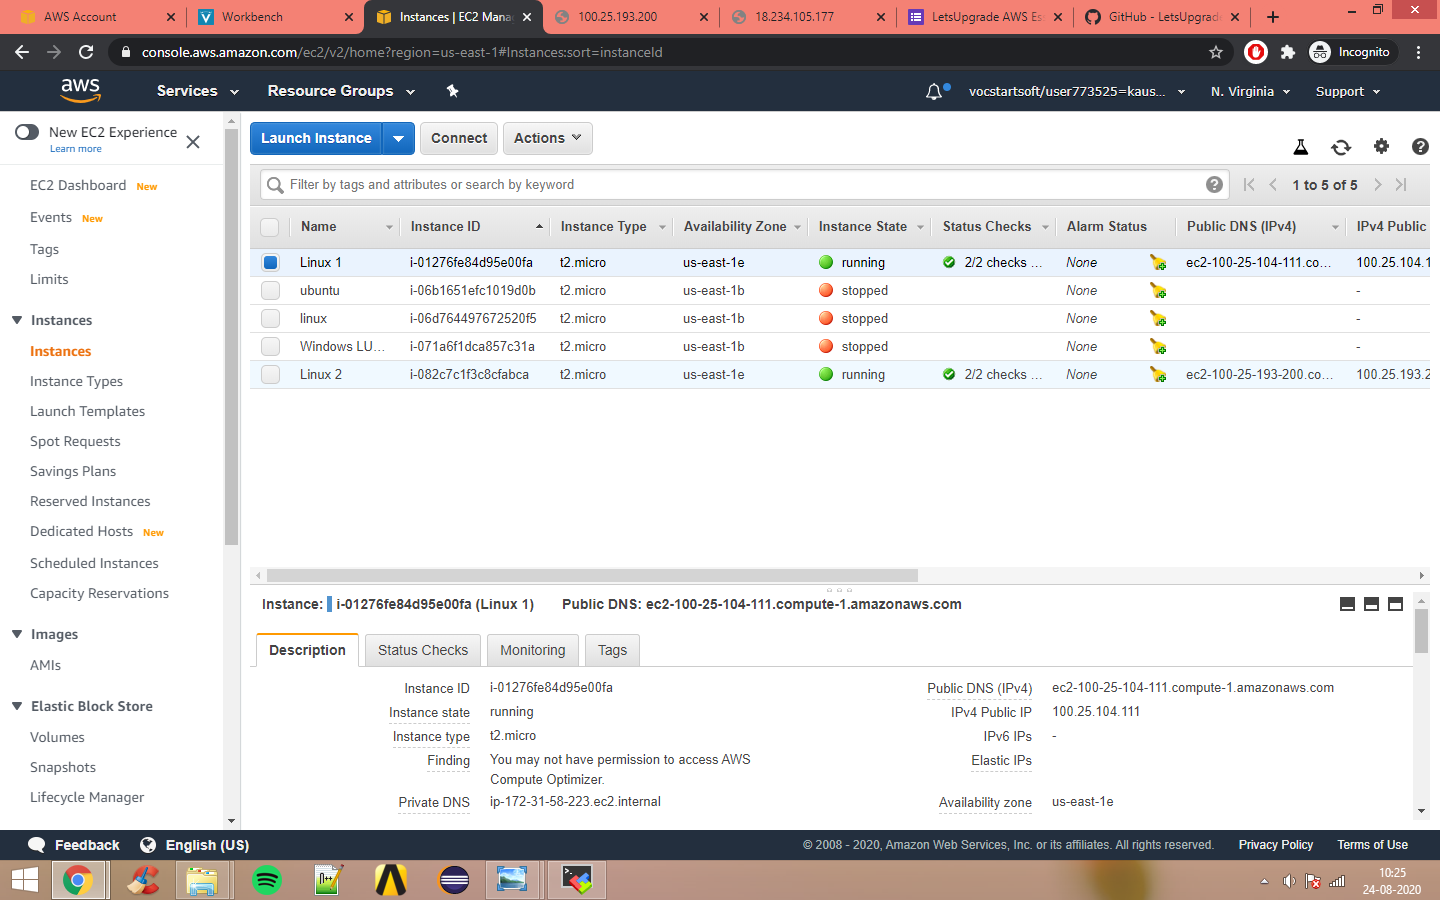 AWS Account
Workbench
Instances | EC2 Mana
100.25.193.200
18.234.105.177
LetsUpgrade AWS Es
GitHub - LetsUpgrade
console.aws.amazon.com/ec2/v2/home?region=us-east-1#Instances:sort=instanceId
Incognito
aws
Services
Resource Groups
vocstartsoft/user773525=kaus...
N. Virginia
Support
New EC2 Experience
Learn more
EC2 Dashboard New
Events New
Tags
Limits
Instances
Instances
Instance Types
Launch Templates
Spot Requests
Savings Plans
Reserved Instances
Dedicated Hosts New
Scheduled Instances
Capacity Reservations
Images
AMIs
Elastic Block Store
Volumes
Snapshots
Lifecycle Manager
Launch Instance
Connect
Actions
Filter by tags and attributes or search by keyword
1 to 5 of 5
Name Instance ID Instance Type Availability Zone Instance State Status Checks Alarm Status Public DNS (IPv4) IPv4 Public
Linux 1 i-01276fe84d95e00fa t2.micro us-east-1e running 2/2 checks ... None ec2-100-25-104-111.co... 100.25.104.1
ubuntu i-06b1651efc1019d0b t2.micro us-east-1b stopped None -
linux i-06d764497672520f5 t2.micro us-east-1b stopped None -
Windows LU... i-071a6f1dca857c31a t2.micro us-east-1b stopped None -
Linux 2 i-082c7c1f3c8cfabca t2.micro us-east-1e running 2/2 checks ... None ec2-100-25-193-200.co... 100.25.193.2
Instance: i-01276fe84d95e00fa (Linux 1) Public DNS: ec2-100-25-104-111.compute-1.amazonaws.com
Description
Status Checks
Monitoring
Tags
Instance ID i-01276fe84d95e00fa
Instance state running
Instance type t2.micro
Finding You may not have permission to access AWS
Compute Optimizer.
Private DNS ip-172-31-58-223.ec2.internal
Public DNS (IPv4) ec2-100-25-104-111.compute-1.amazonaws.com
IPv4 Public IP 100.25.104.111
IPv6 IPs -
Elastic IPs
Availability zone us-east-1e
Feedback
English (US)
© 2008 - 2020, Amazon Web Services, Inc. or its affiliates. All rights reserved.
Privacy Policy
Terms of Use
10:25
24-08-2020